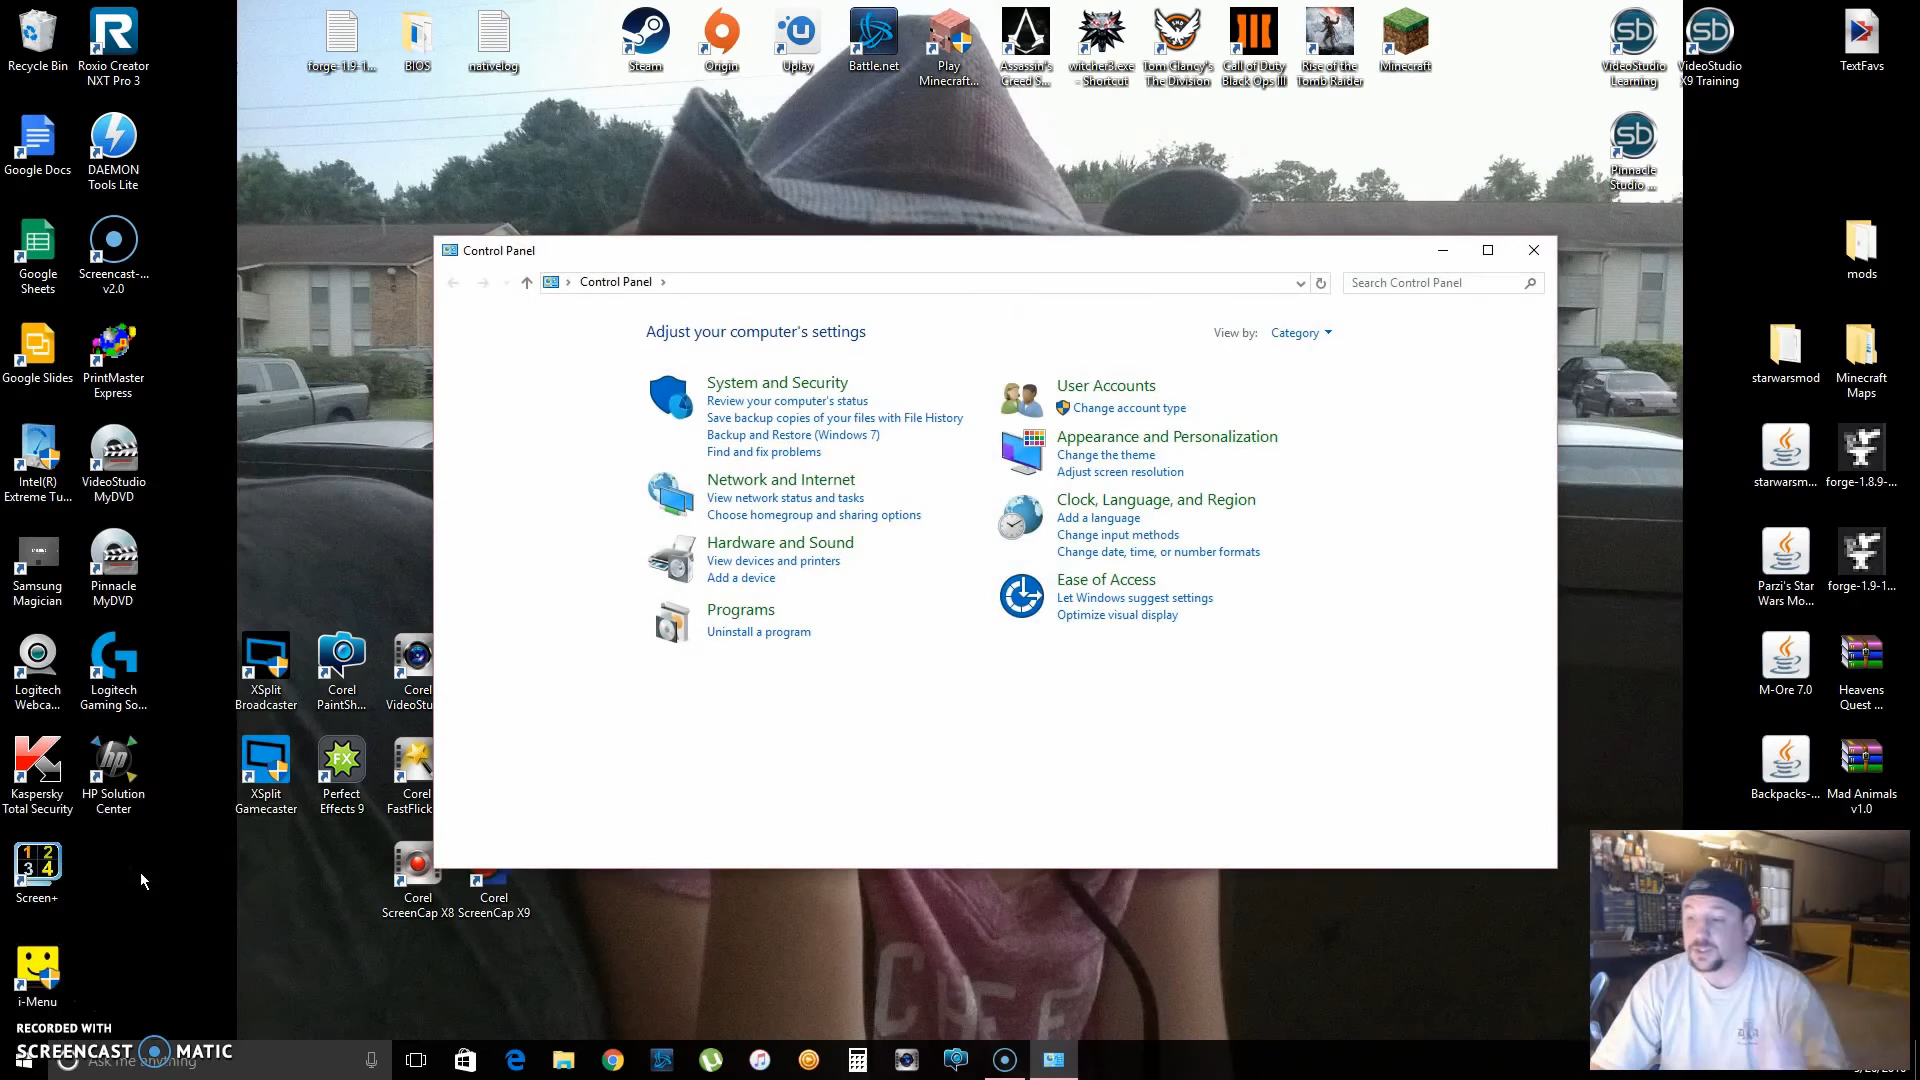 Recycle Bin
Roxio Creator
NXT Pro 3
forge-1.9-1...
BIOS
nativelog
Steam
Origin
Uplay
Battle.net
Play
Minecraft...
Assassin's
Creed S...
witcher3.exe
- Shortcut
Tom Clancy's
The Division
Call of Duty
Black Ops III
Rise of the
Tomb Raider
Minecraft
VideoStudio
Learning
VideoStudio
X9 Training
TextFavs
Google Docs
DAEMON
Tools Lite
Pinnacle
Studio ...
Google
Sheets
Screencast-...
v2.0
mods
Google Slides
PrintMaster
Express
starwarsmod
Minecraft
Maps
Intel(R)
Extreme Tu...
VideoStudio
MyDVD
starwarsm...
forge-1.8.9-...
Samsung
Magician
Pinnacle
MyDVD
Parzi's Star
Wars Mo...
forge-1.9-1...
Logitech
Webca...
Logitech
Gaming So...
XSplit
Broadcaster
Corel
PaintSh...
Corel
VideoStu
M-Ore 7.0
Heavens
Quest ...
Kaspersky
Total Security
HP Solution
Center
XSplit
Gamecaster
Perfect
Effects 9
Corel
FastFlick
Backpacks-...
Mad Animals
v1.0
Screen+
Corel
ScreenCap X8
Corel
ScreenCap X9
i-Menu
Control Panel
Control Panel
Search Control Panel
Adjust your computer's settings
View by: Category
System and Security
Review your computer's status
Save backup copies of your files with File History
Backup and Restore (Windows 7)
Find and fix problems
Network and Internet
View network status and tasks
Choose homegroup and sharing options
Hardware and Sound
View devices and printers
Add a device
Programs
Uninstall a program
User Accounts
Change account type
Appearance and Personalization
Change the theme
Adjust screen resolution
Clock, Language, and Region
Add a language
Change input methods
Change date, time, or number formats
Ease of Access
Let Windows suggest settings
Optimize visual display
RECORDED WITH
SCREENCAST MATIC
Ask me anything